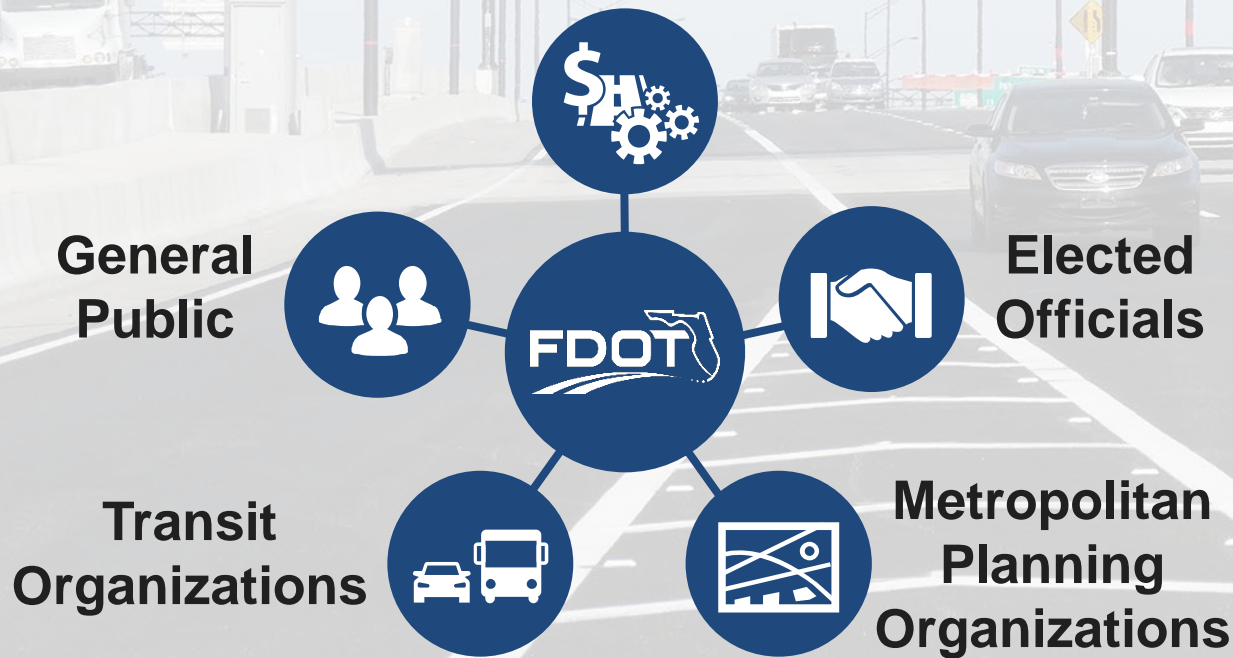 General
Public
Elected
Officials
FDOT
Transit
Organizations
Metropolitan
Planning
Organizations